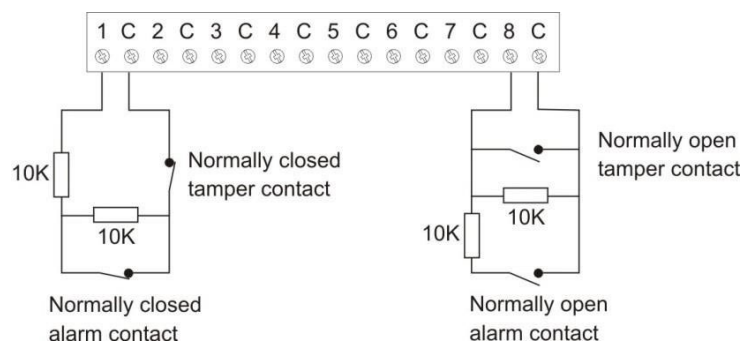 1 C 2 C 3 C 4 C 5 C 6 C 7 C 8 C
10K
Normally closed
tamper contact
10K
Normally closed
alarm contact
Normally open
tamper contact
10K
10K
Normally open
alarm contact